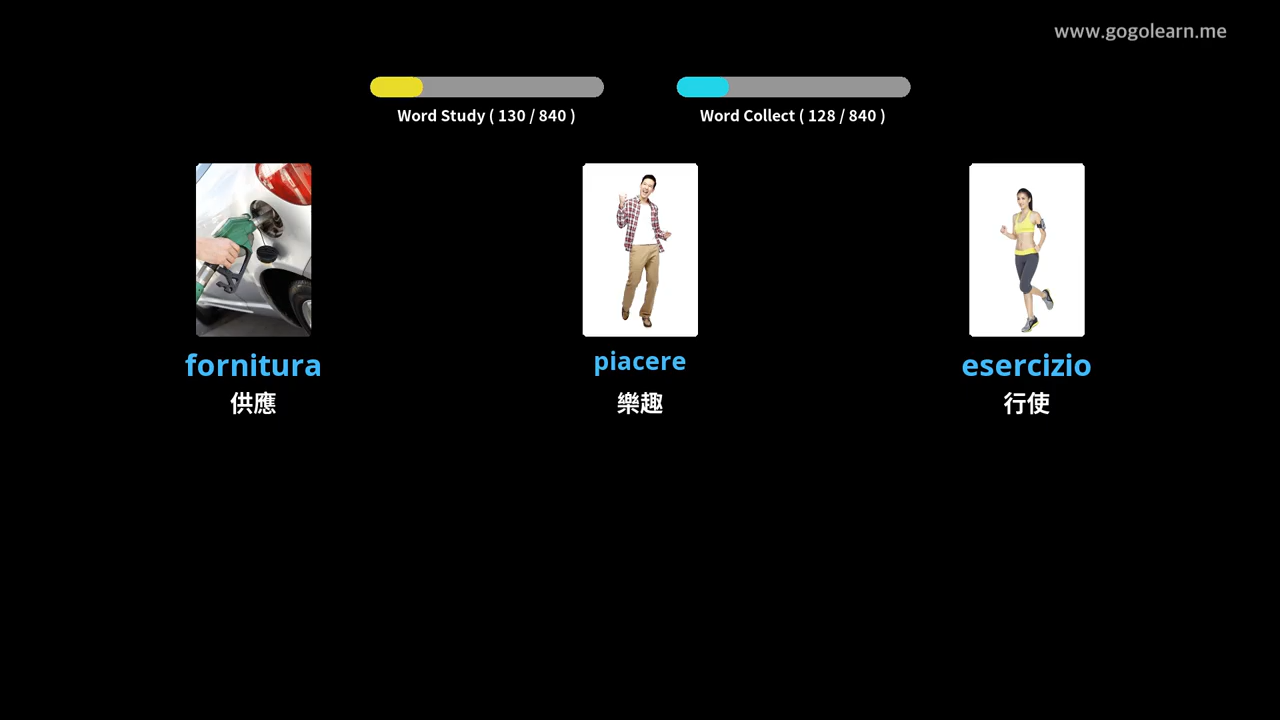 www.gogolearn.me
Word Study ( 130 / 840 )
Word Collect ( 128 / 840 )
fornitura
供應
piacere
樂趣
esercizio
行使